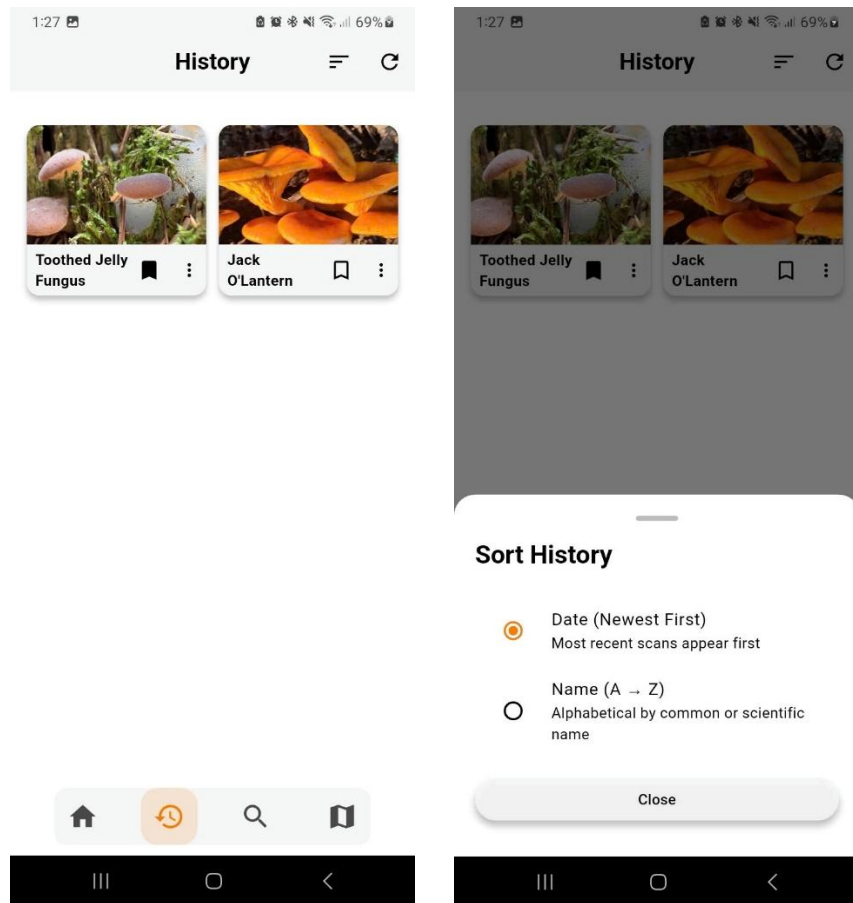 1:27
69%
History
Toothed Jelly
Fungus
Jack
O'Lantern
1:27
69%
History
Toothed Jelly
Fungus
Jack
O'Lantern
Sort History
Date (Newest First)
Most recent scans appear first
Name (A → Z)
Alphabetical by common or scientific
name
Close